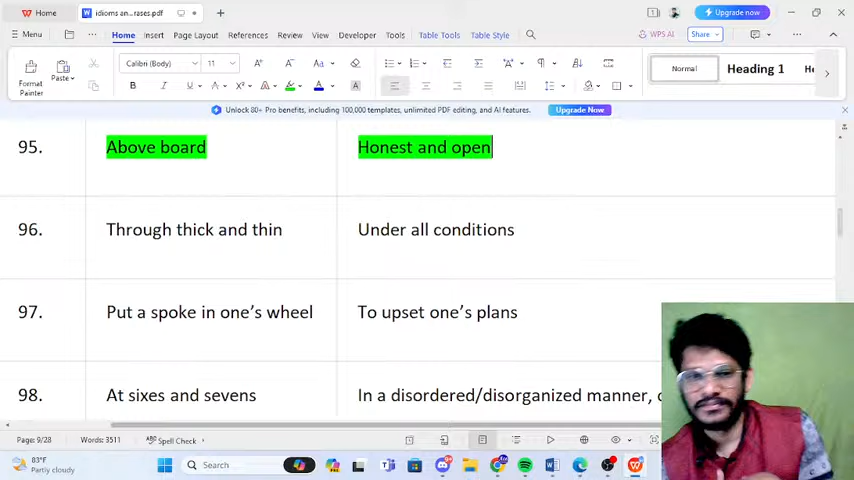 Home idioms an...rases.pdf Upgrade now
Menu Home Insert Page Layout References Review View Developer Tools Table Tools Table Style WPS AI Share
Format Painter Paste Calibri (Body) 11 Normal Heading 1
Unlock 80+ Pro benefits, including 100,000 templates, unlimited PDF editing, and AI features. Upgrade Now
95. Above board Honest and open
96. Through thick and thin Under all conditions
97. Put a spoke in one's wheel To upset one's plans
98. At sixes and sevens In a disordered/disorganized manner,
Page: 9/28 Words: 3511 Spell Check
83°F
Partly cloudy
Search